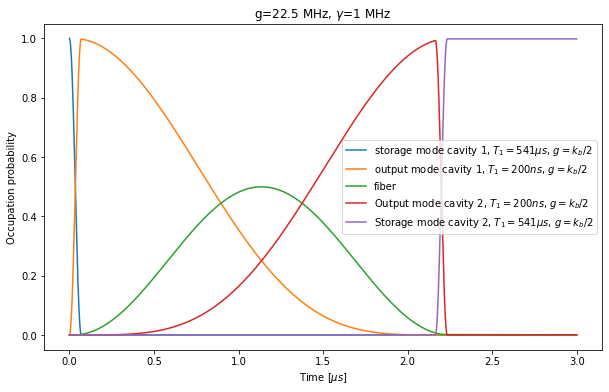 g=22.5 MHz, γ=1 MHz
Occupation probability
1.0
0.8
0.6
0.4
0.2
0.0
storage mode cavity 1, T₁ = 541μs, g = k_b/2
output mode cavity 1, T₁ = 200ns, g = k_b/2
fiber
Output mode cavity 2, T₁ = 200ns, g = k_b/2
Storage mode cavity 2, T₁ = 541μs, g = k_b/2
0.0 0.5 1.0 1.5 2.0 2.5 3.0
Time [μs]